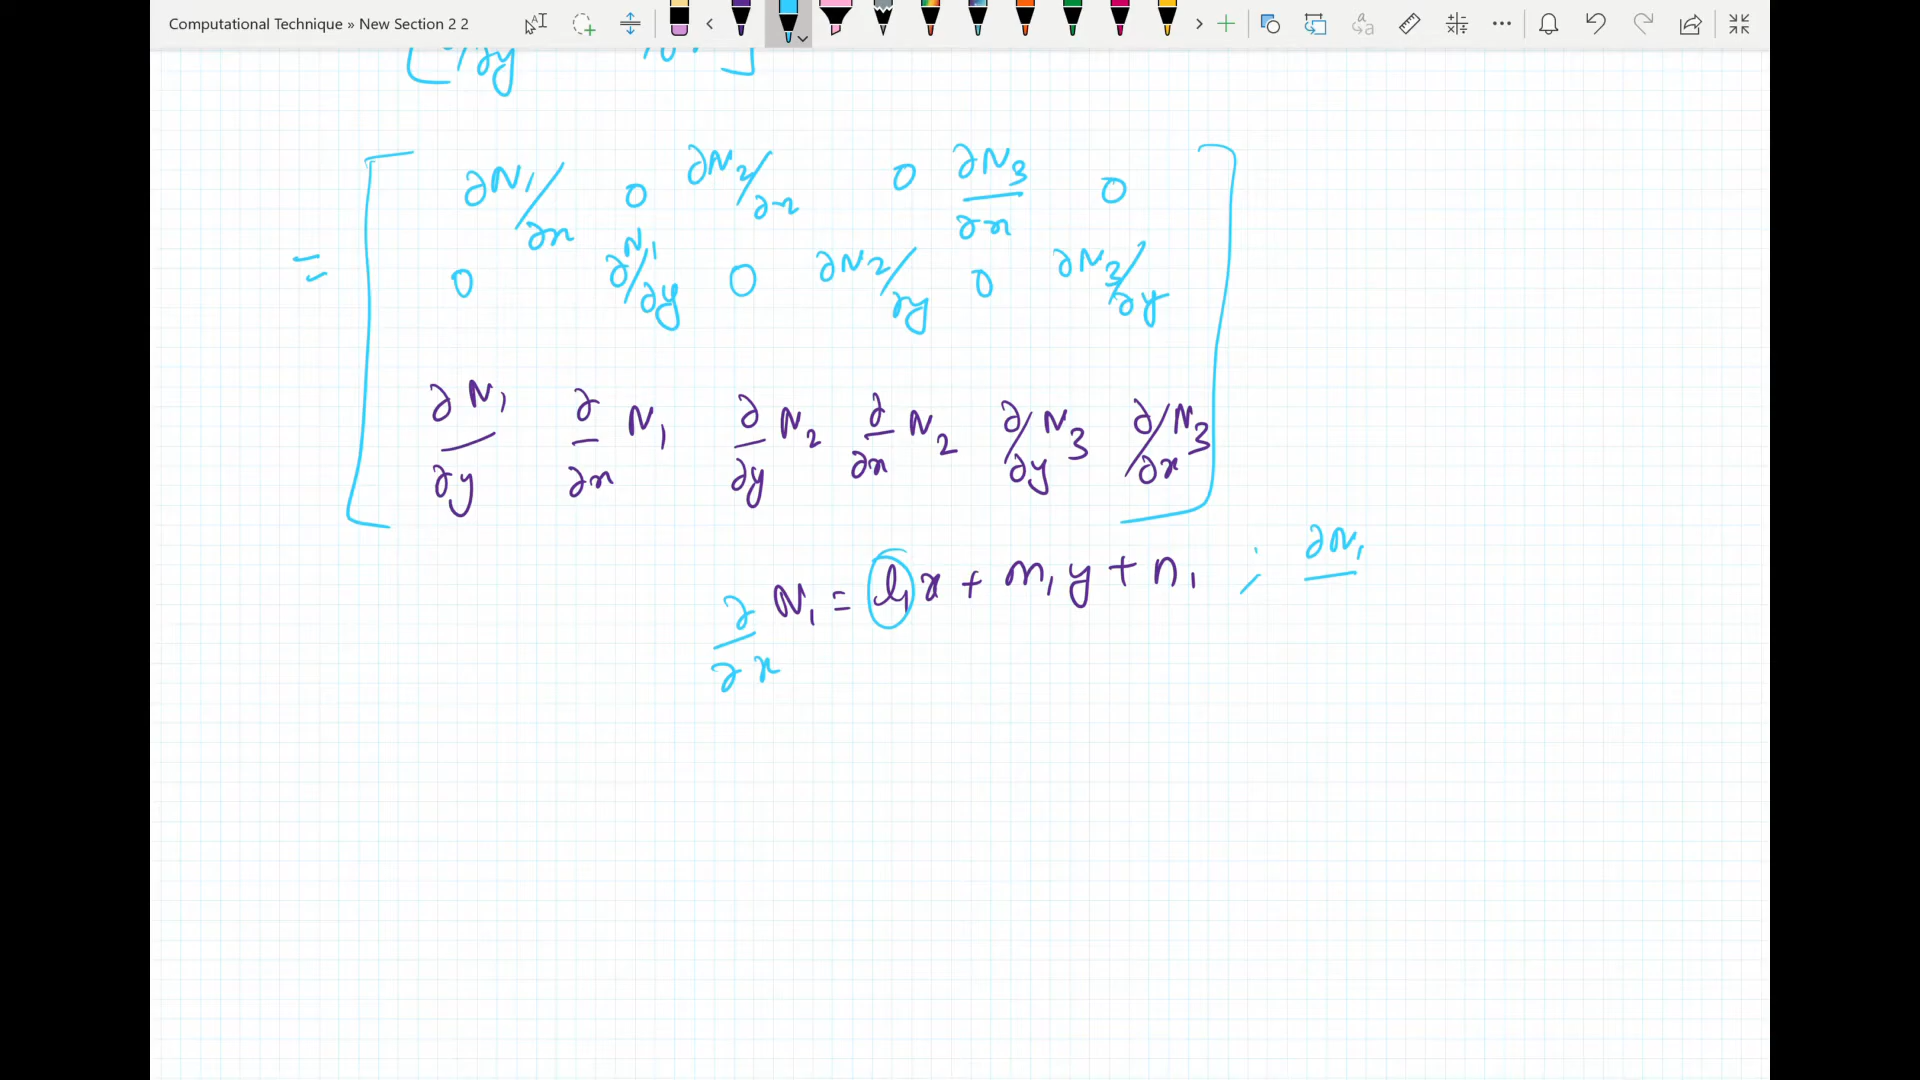 Computational Technique » New Section 2 2
/∂y
= [ ∂N1/∂x 0 ∂N2/∂x 0 ∂N3/∂x 0
0 ∂N1/∂y 0 ∂N2/∂y 0 ∂N3/∂y
∂N1/∂y ∂/∂x N1 ∂/∂y N2 ∂/∂x N2 ∂/∂y N3 ∂/∂x N3 ]
∂/∂x N1 = l1x + m1y + n1 ; ∂N1